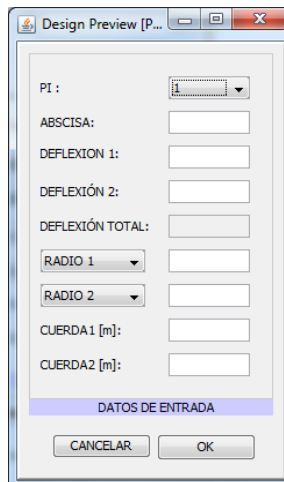 Design Preview [P...
PI : 1
ABSCISA:
DEFLEXION 1:
DEFLEXIÓN 2:
DEFLEXIÓN TOTAL:
RADIO 1
RADIO 2
CUERDA1 [m]:
CUERDA2 [m]:
DATOS DE ENTRADA
CANCELAR OK